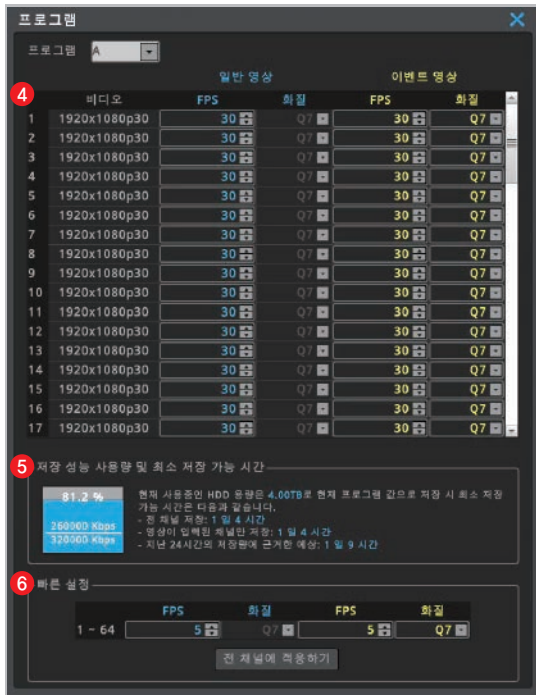 프로그램
프로그램 A
일반 영상 이벤트 영상
4
비디오 FPS 화질 FPS 화질
1 1920x1080p30 30 Q7 30 Q7
2 1920x1080p30 30 Q7 30 Q7
3 1920x1080p30 30 Q7 30 Q7
4 1920x1080p30 30 Q7 30 Q7
5 1920x1080p30 30 Q7 30 Q7
6 1920x1080p30 30 Q7 30 Q7
7 1920x1080p30 30 Q7 30 Q7
8 1920x1080p30 30 Q7 30 Q7
9 1920x1080p30 30 Q7 30 Q7
10 1920x1080p30 30 Q7 30 Q7
11 1920x1080p30 30 Q7 30 Q7
12 1920x1080p30 30 Q7 30 Q7
13 1920x1080p30 30 Q7 30 Q7
14 1920x1080p30 30 Q7 30 Q7
15 1920x1080p30 30 Q7 30 Q7
16 1920x1080p30 30 Q7 30 Q7
17 1920x1080p30 30 Q7 30 Q7
5 저장 성능 사용량 및 최소 저장 가능 시간
81.2 %
260000 Kbps
320000 Kbps
현재 사용중인 HDD 용량은 4.00TB로 현재 프로그램 값으로 저장 시 최소 저장
가능 시간은 다음과 같습니다.
- 전 채널 저장: 1 일 4 시간
- 영상이 입력된 채널만 저장: 1 일 4 시간
- 지난 24시간의 저장량에 근거한 예상: 1 일 9 시간
6 빠른 설정
FPS 화질 FPS 화질
1 ~ 64 5 Q7 5 Q7
전 채널에 적용하기